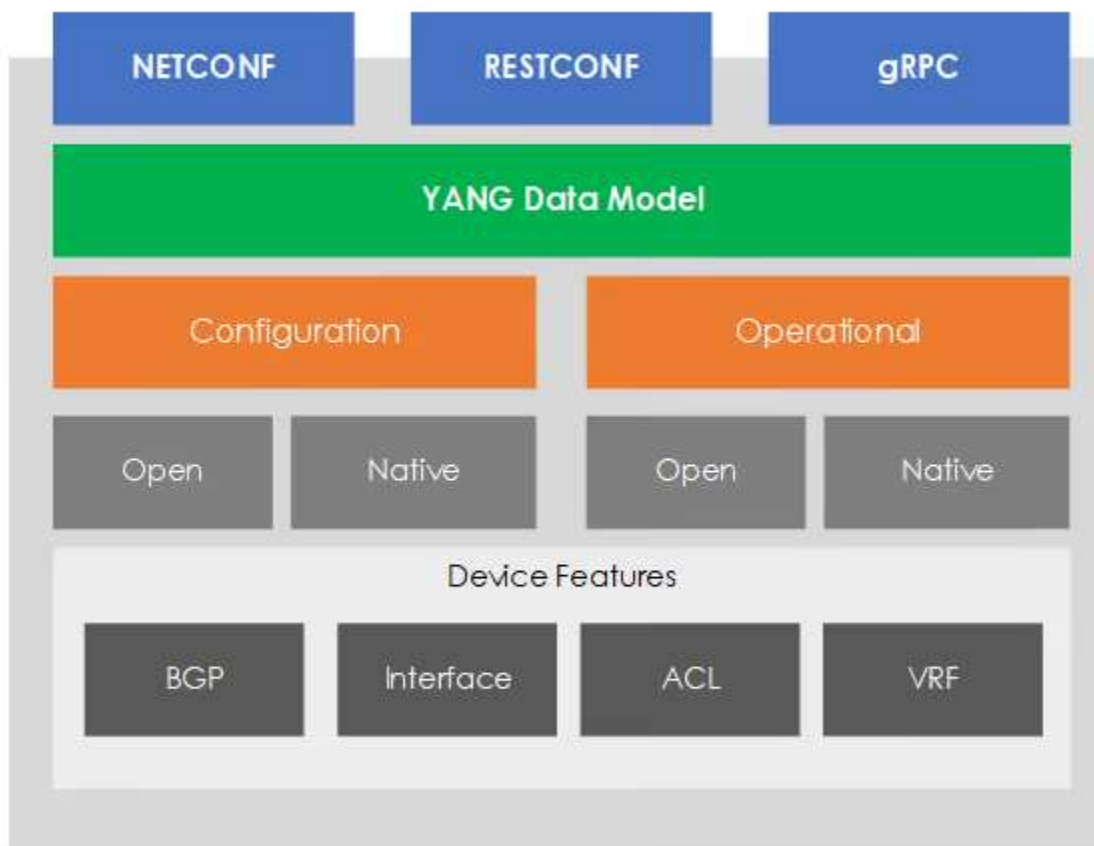 NETCONF
RESTCONF
gRPC
YANG Data Model
Configuration
Operational
Open
Native
Open
Native
Device Features
BGP
Interface
ACL
VRF